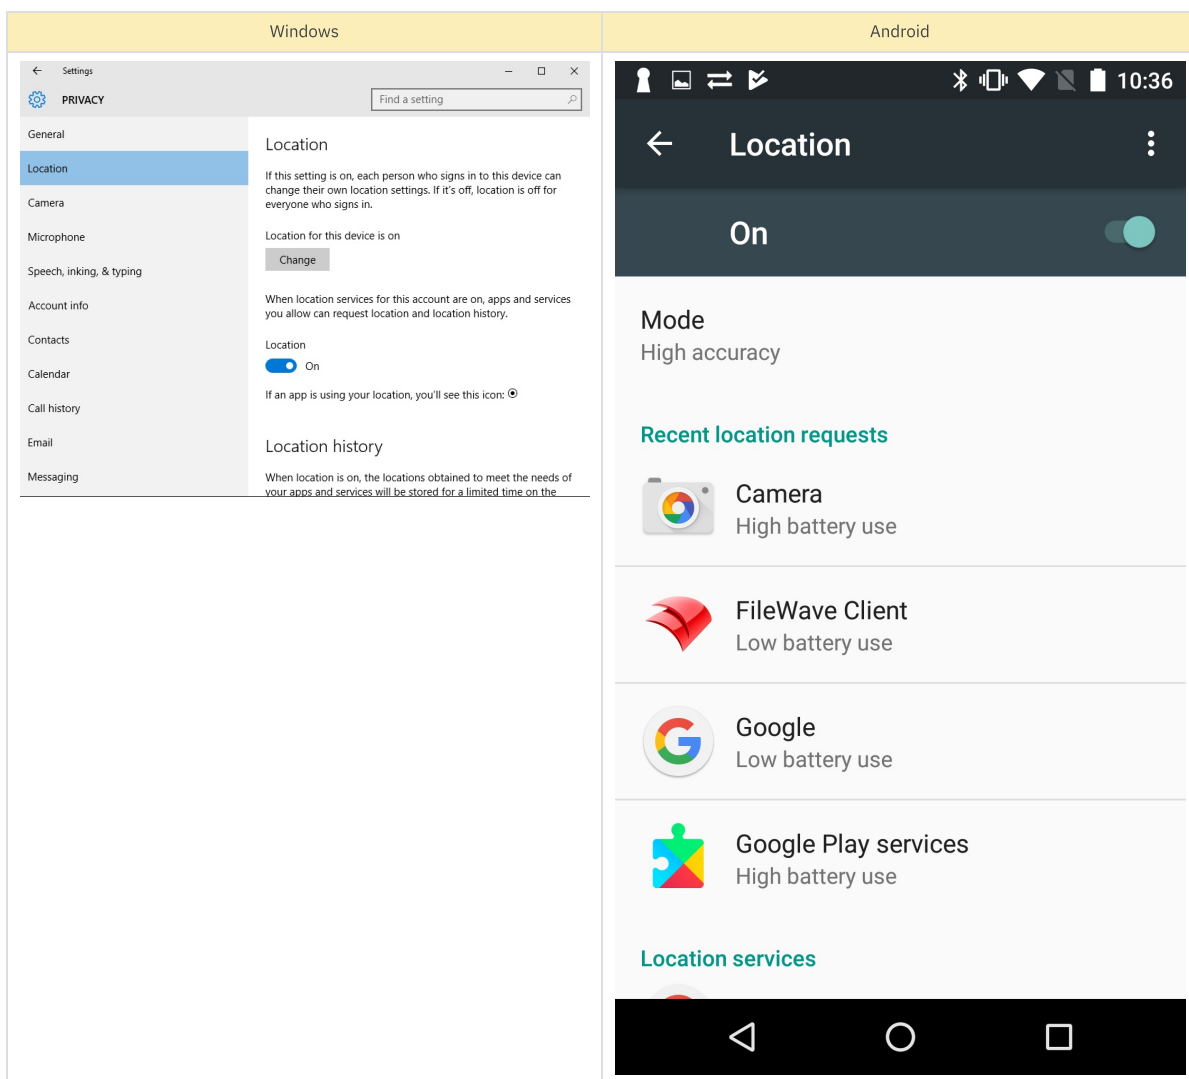 Windows
Android
Settings
PRIVACY
Find a setting
General
Location
Camera
Microphone
Speech, inking, & typing
Account info
Contacts
Calendar
Call history
Email
Messaging
Location
If this setting is on, each person who signs in to this device can
change their own location settings. If it's off, location is off for
everyone who signs in.
Location for this device is on
Change
When location services for this account are on, apps and services
you allow can request location and location history.
Location
On
If an app is using your location, you'll see this icon:
Location history
When location is on, the locations obtained to meet the needs of
your apps and services will be stored for a limited time on the
10:36
Location
On
Mode
High accuracy
Recent location requests
Camera
High battery use
FileWave Client
Low battery use
Google
Low battery use
Google Play services
High battery use
Location services